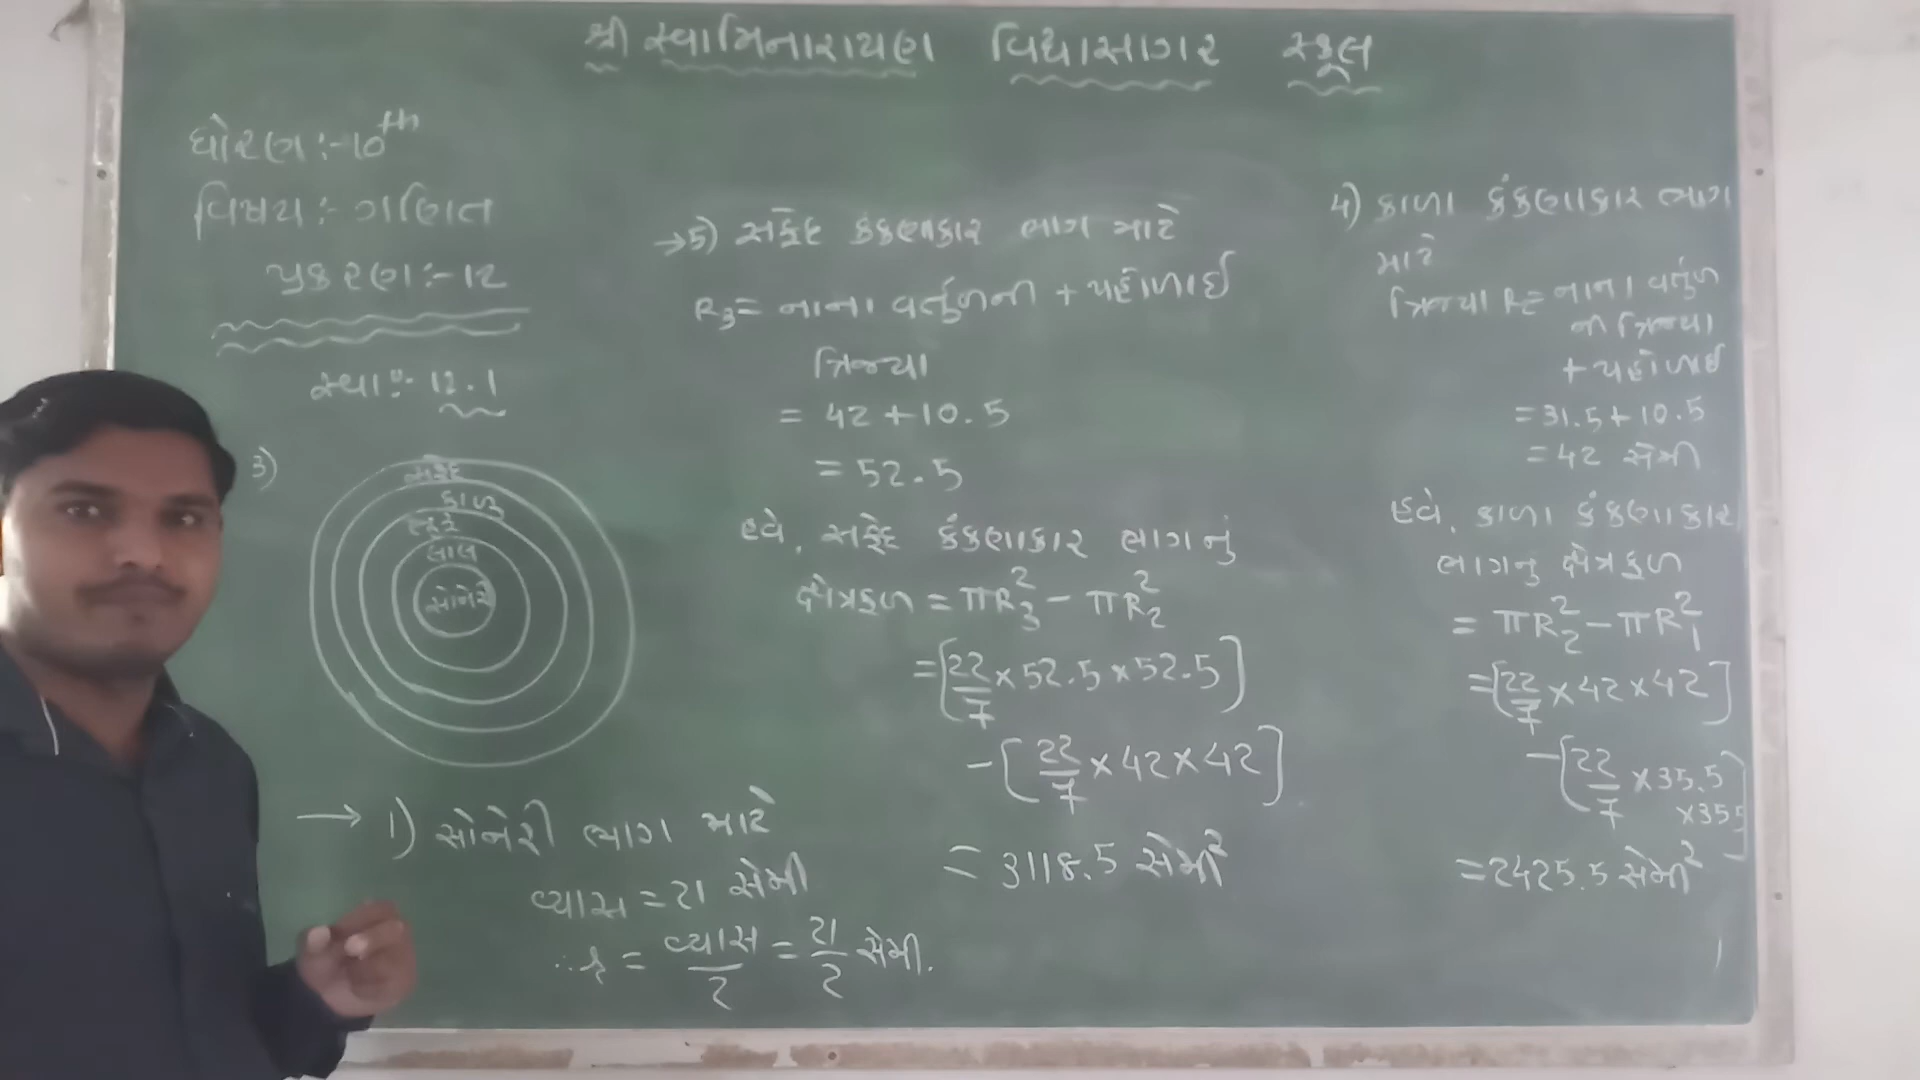 શ્રી સ્વામિનારાયણ વિદ્યાસાગર સ્કૂલ
ધોરણ:-10th
વિષય:- ગણિત
પ્રકરણ:-12
સ્વા૦- 12.1
3)
સફેદ
કાળુ
ભૂરૂ
લાલ
સોનેરી
→ 1) સોનેરી ભાગ માટે
વ્યાસ = 21 સેમી
∴ r = વ્યાસ/2 = 21/2 સેમી.
→5) સફેદ કંકણાકાર ભાગ માટે
R3= નાના વર્તુળની + પહોળાઈ
ત્રિજ્યા
= 42 + 10.5
= 52.5
હવે, સફેદ કંકણાકાર ભાગનું
ક્ષેત્રફળ = πR3² - πR2²
=[22/7 × 52.5 × 52.5]
-[22/7 × 42 × 42]
= 3118.5 સેમી²
4) કાળા કંકણાકાર ભાગ
માટે
ત્રિજ્યા R2= નાના વર્તુળ
ની ત્રિજ્યા
+ પહોળાઈ
= 31.5 + 10.5
= 42 સેમી
હવે, કાળા કંકણાકાર
ભાગનુ ક્ષેત્રફળ
= πR2² - πR1²
=[22/7 × 42 × 42]
-[22/7 × 35.5
×355]
= 2425.5 સેમી²